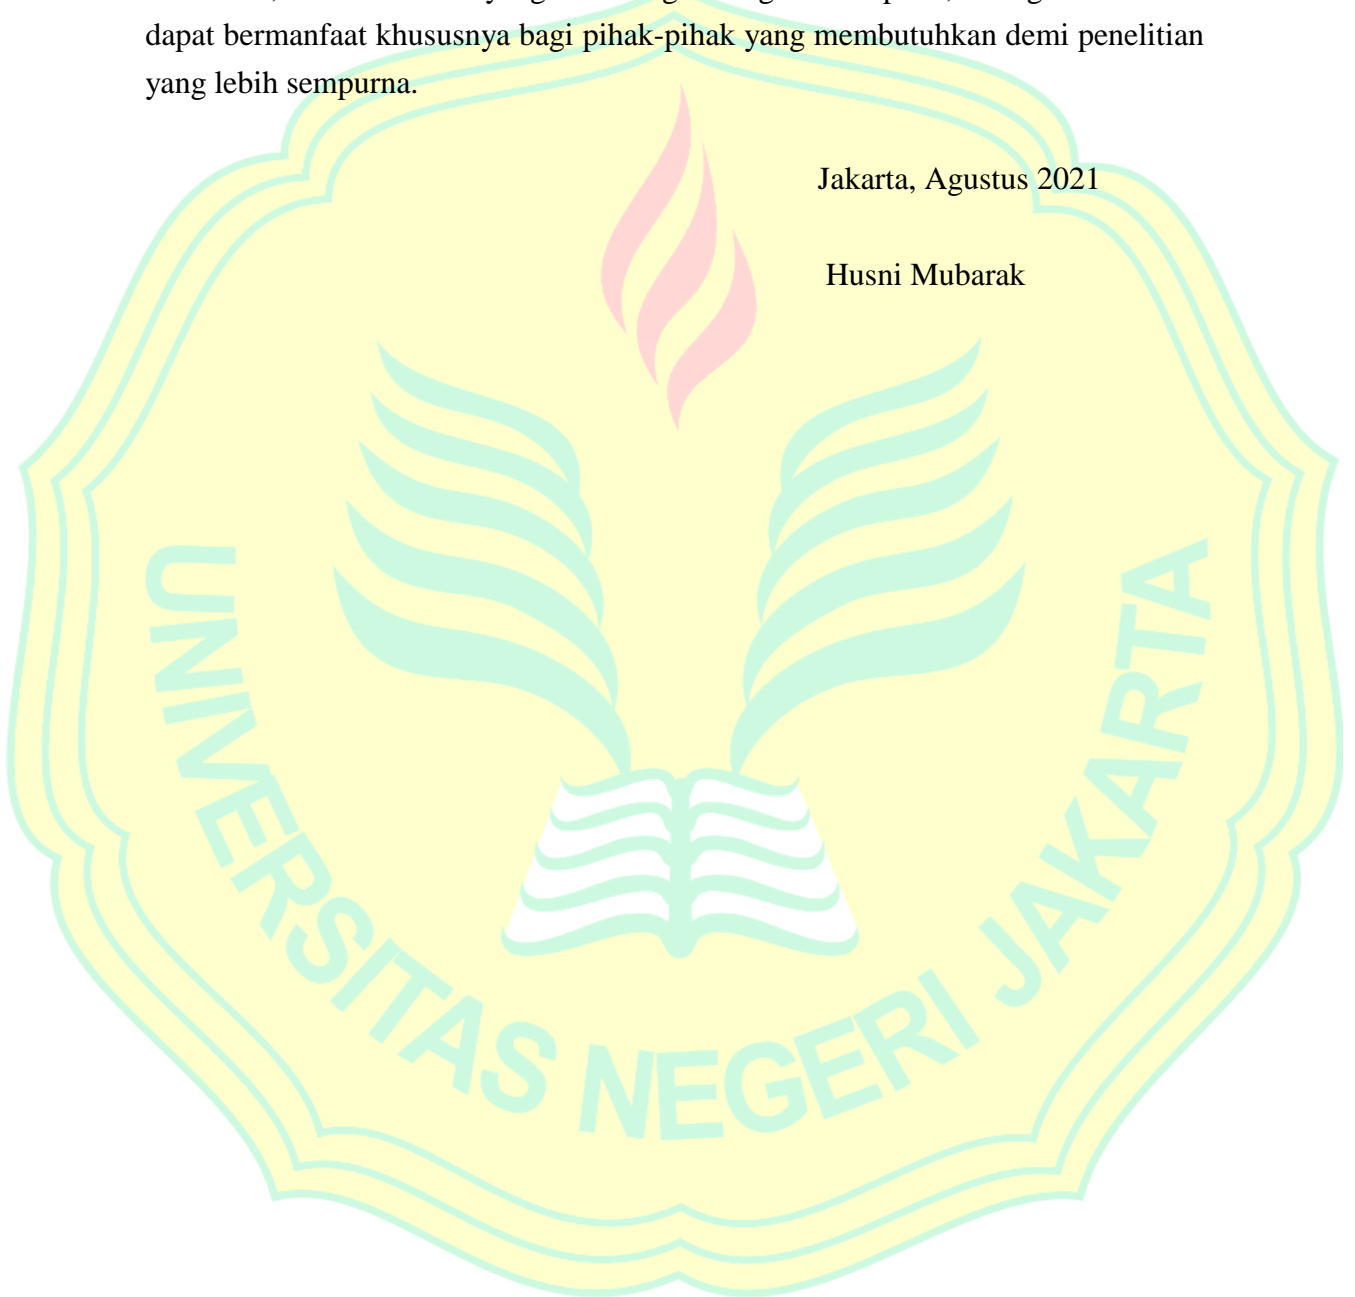 dapat bermanfaat khususnya bagi pihak-pihak yang membutuhkan demi penelitian
yang lebih sempurna.
Jakarta, Agustus 2021
Husni Mubarak
UNIVERSITAS NEGERI JAKARTA